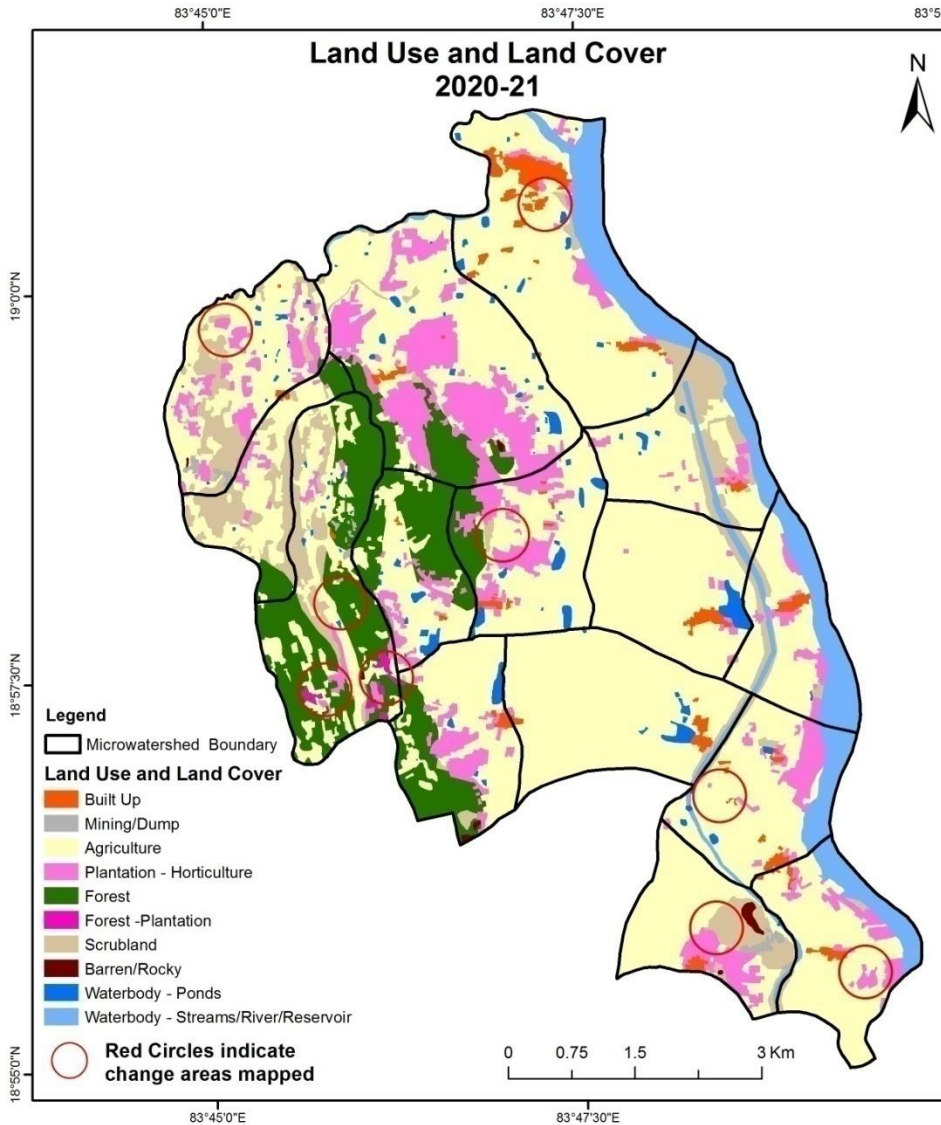 83°45'0"E
83°47'30"E
83°5
Land Use and Land Cover
2020-21
N
19°0'0"N
18°57'30"N
18°55'0"N
Legend
Microwatershed Boundary
Land Use and Land Cover
Built Up
Mining/Dump
Agriculture
Plantation - Horticulture
Forest
Forest -Plantation
Scrubland
Barren/Rocky
Waterbody - Ponds
Waterbody - Streams/River/Reservoir
Red Circles indicate
change areas mapped
0 0.75 1.5 3 Km
83°45'0"E
83°47'30"E